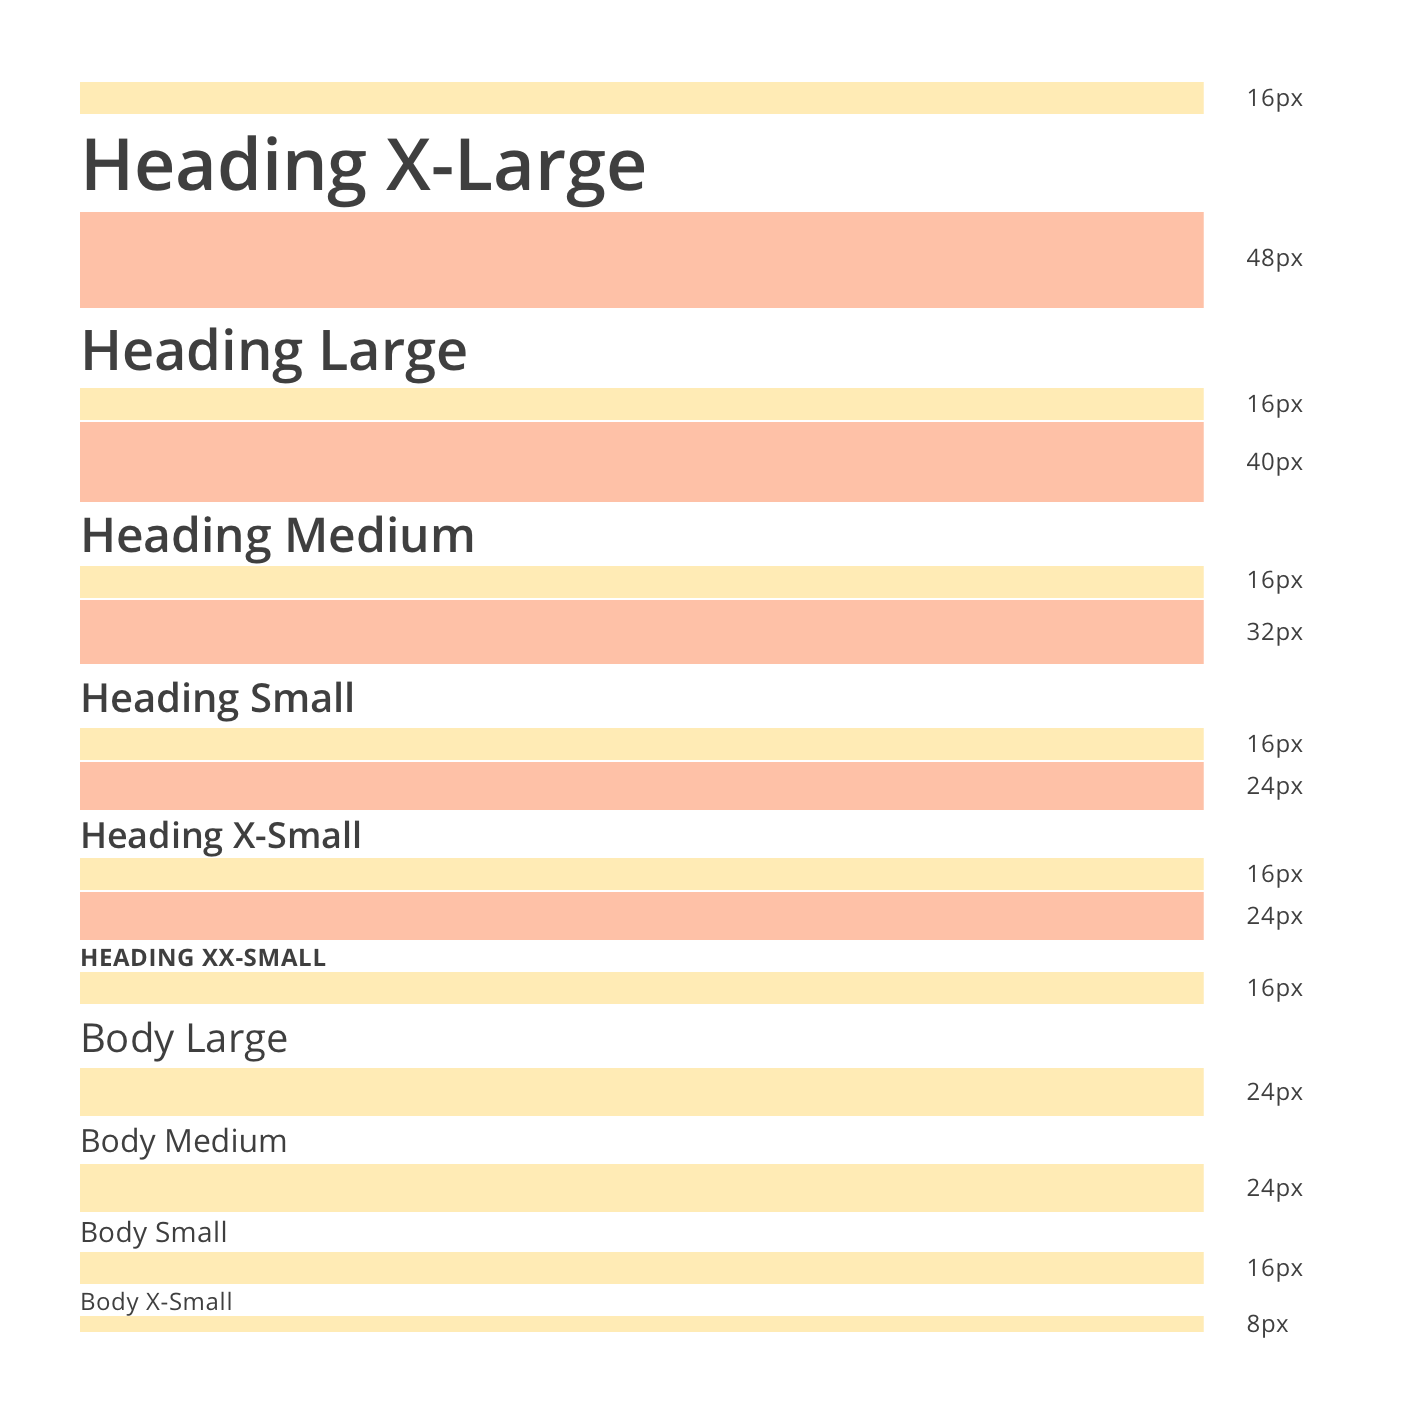 16px
Heading X-Large
48px
Heading Large
16px
40px
Heading Medium
16px
32px
Heading Small
16px
24px
Heading X-Small
16px
24px
HEADING XX-SMALL
16px
Body Large
24px
Body Medium
24px
Body Small
16px
Body X-Small
8px